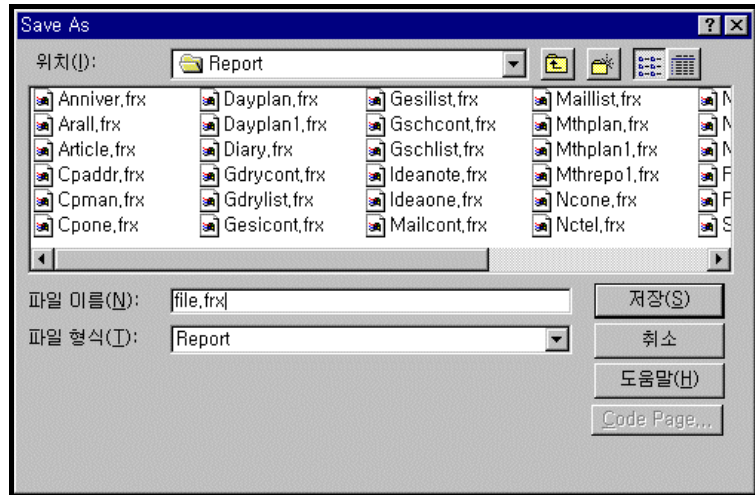 Save As
위치(I): Report
Anniver.frx Dayplan.frx Gesilist.frx Maillist.frx
Arall.frx Dayplan1.frx Gschcont.frx Mthplan.frx
Article.frx Diary.frx Gschlist.frx Mthplan1.frx
Cpaddr.frx Gdrycont.frx Ideanote.frx Mthrepo1.frx
Cpman.frx Gdrylist.frx Ideaone.frx Ncone.frx
Cpone.frx Gesicont.frx Mailcont.frx Nctel.frx
파일 이름(N): file.frx 저장(S)
파일 형식(T): Report 취소
도움말(H)
Code Page...